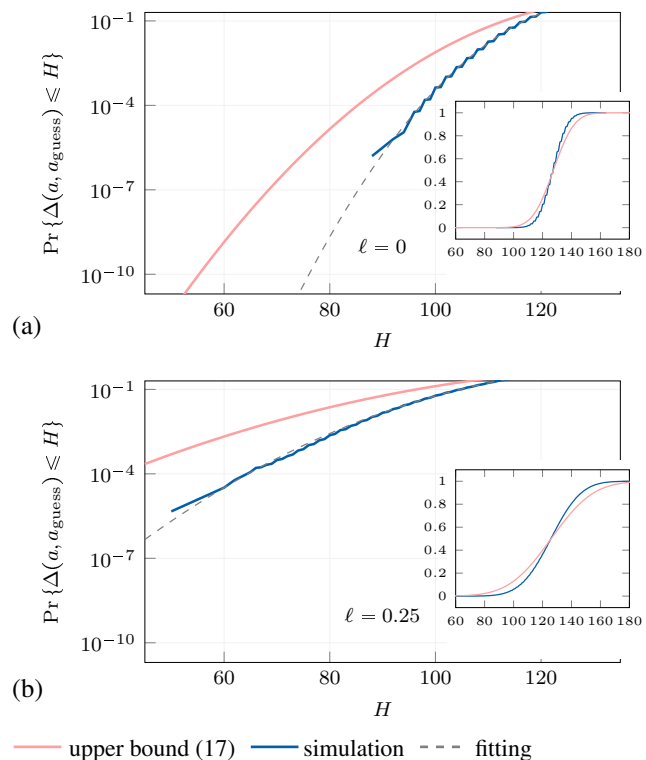 10⁻¹
10⁻⁴
10⁻⁷
10⁻¹⁰
Pr {Δ(a, a_guess) ⩽ H}
60 80 100 120
H
ℓ = 0
1
0.8
0.6
0.4
0.2
0
60 80 100 120 140 160 180
(a)
10⁻¹
10⁻⁴
10⁻⁷
10⁻¹⁰
Pr {Δ(a, a_guess) ⩽ H}
60 80 100 120
H
ℓ = 0.25
1
0.8
0.6
0.4
0.2
0
60 80 100 120 140 160 180
(b)
upper bound (17) simulation fitting